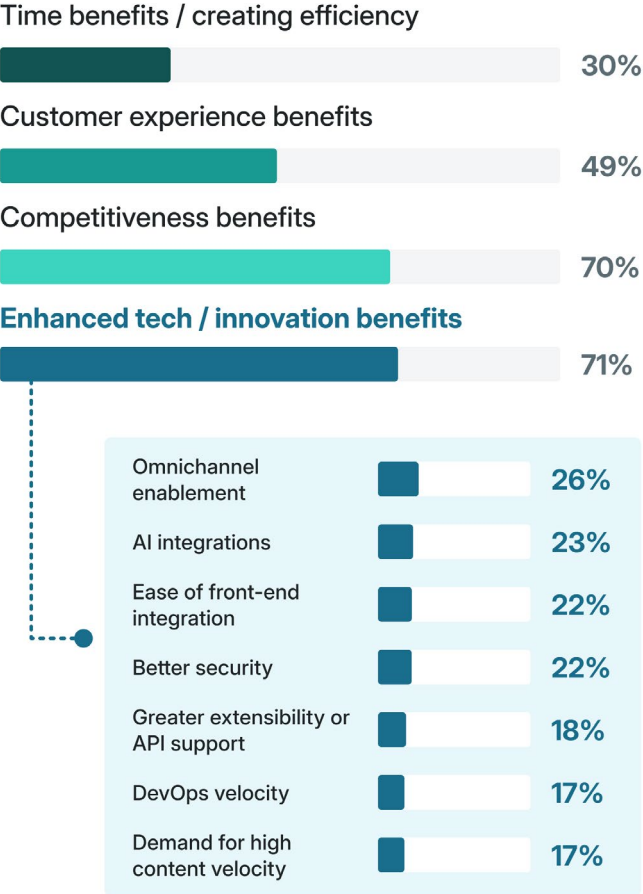 Time benefits / creating efficiency
30%
Customer experience benefits
49%
Competitiveness benefits
70%
Enhanced tech / innovation benefits
71%
Omnichannel
enablement
26%
AI integrations
23%
Ease of front-end
integration
22%
Better security
22%
Greater extensibility or
API support
18%
DevOps velocity
17%
Demand for high
content velocity
17%